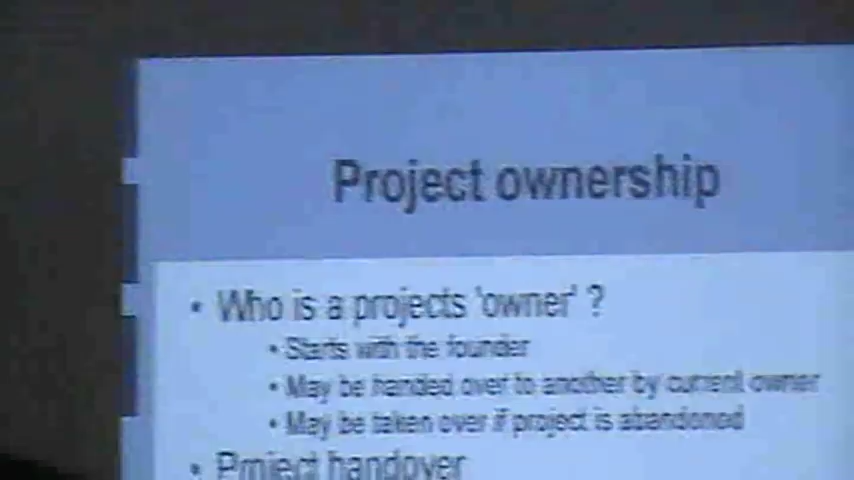 Project ownership
• Who is a projects 'owner' ?
• Starts with the founder
• May be handed over to another by current owner
• May be taken over if project is abandoned
• Project handover